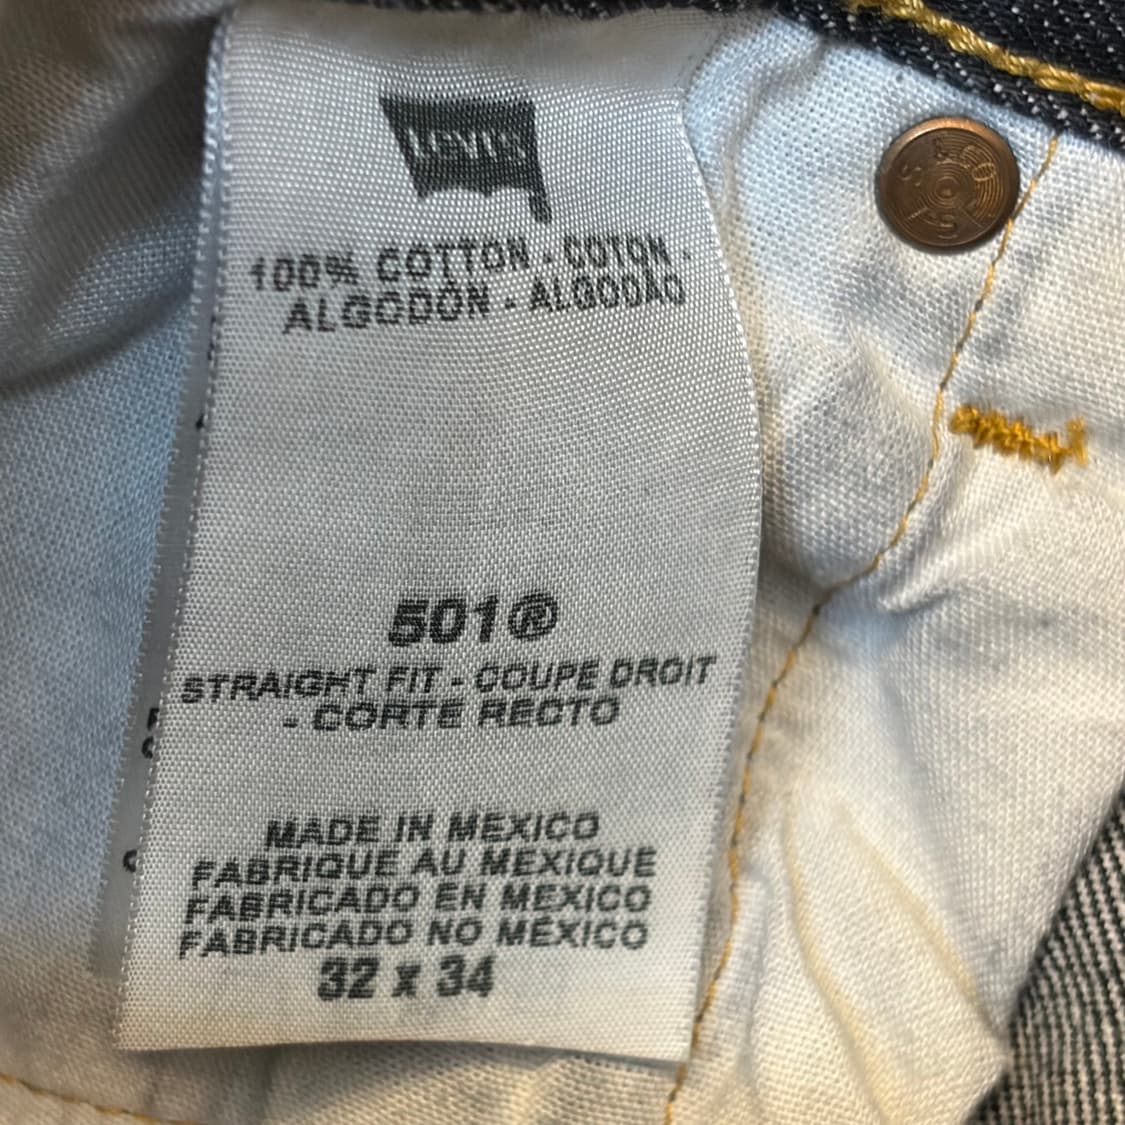 Levi's
100% COTTON - COTON -
ALGODÓN - ALGODÃO
501®
STRAIGHT FIT - COUPE DROIT
- CORTE RECTO
MADE IN MEXICO
FABRIQUE AU MEXIQUE
FABRICADO EN MEXICO
FABRICADO NO MEXICO
32 x 34